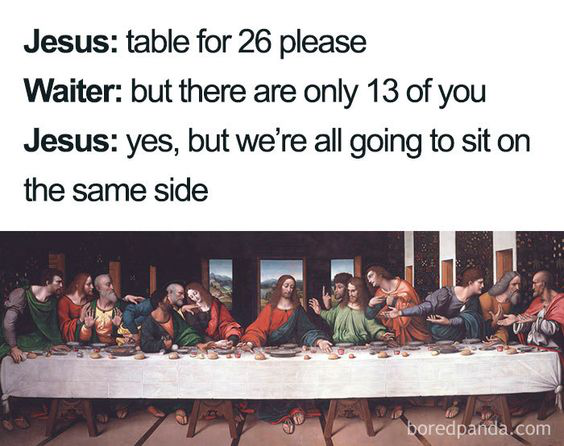 Jesus: table for 26 please
Waiter: but there are only 13 of you
Jesus: yes, but we’re all going to sit on
the same side
boredpanda.com